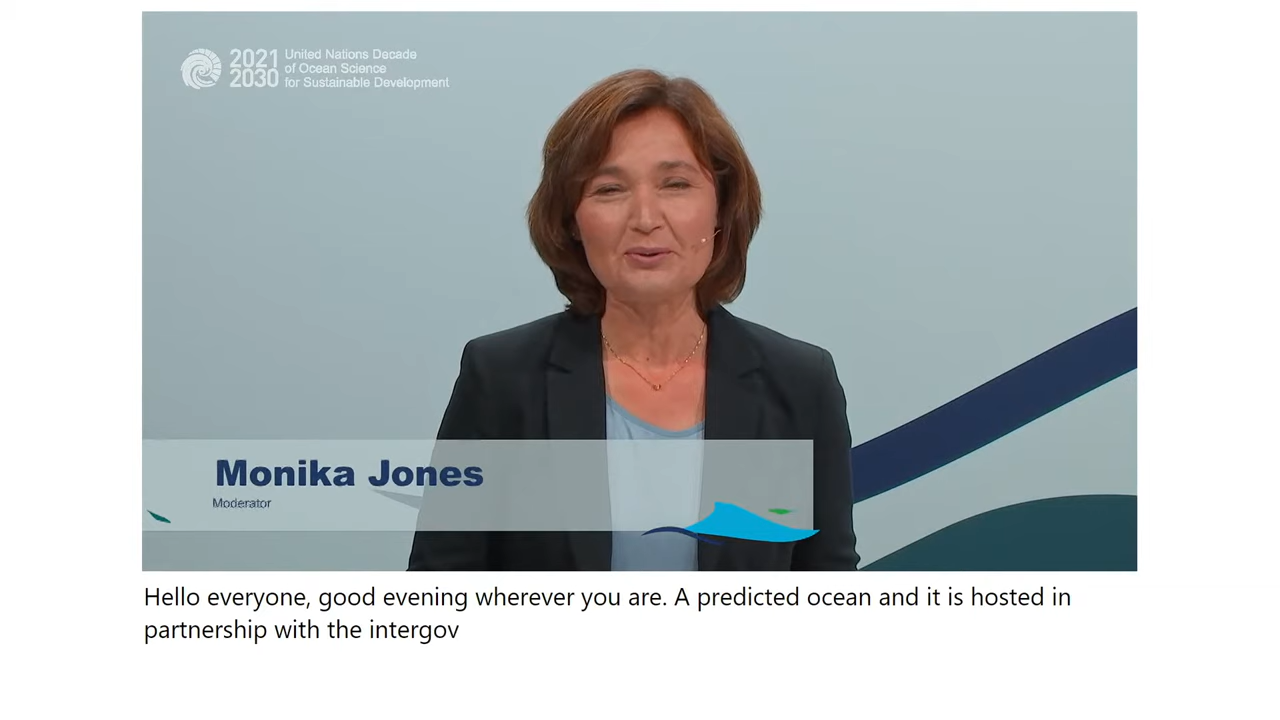 2021
2030
United Nations Decade
of Ocean Science
for Sustainable Development
Monika Jones
Moderator
Hello everyone, good evening wherever you are. A predicted ocean and it is hosted in
partnership with the intergov